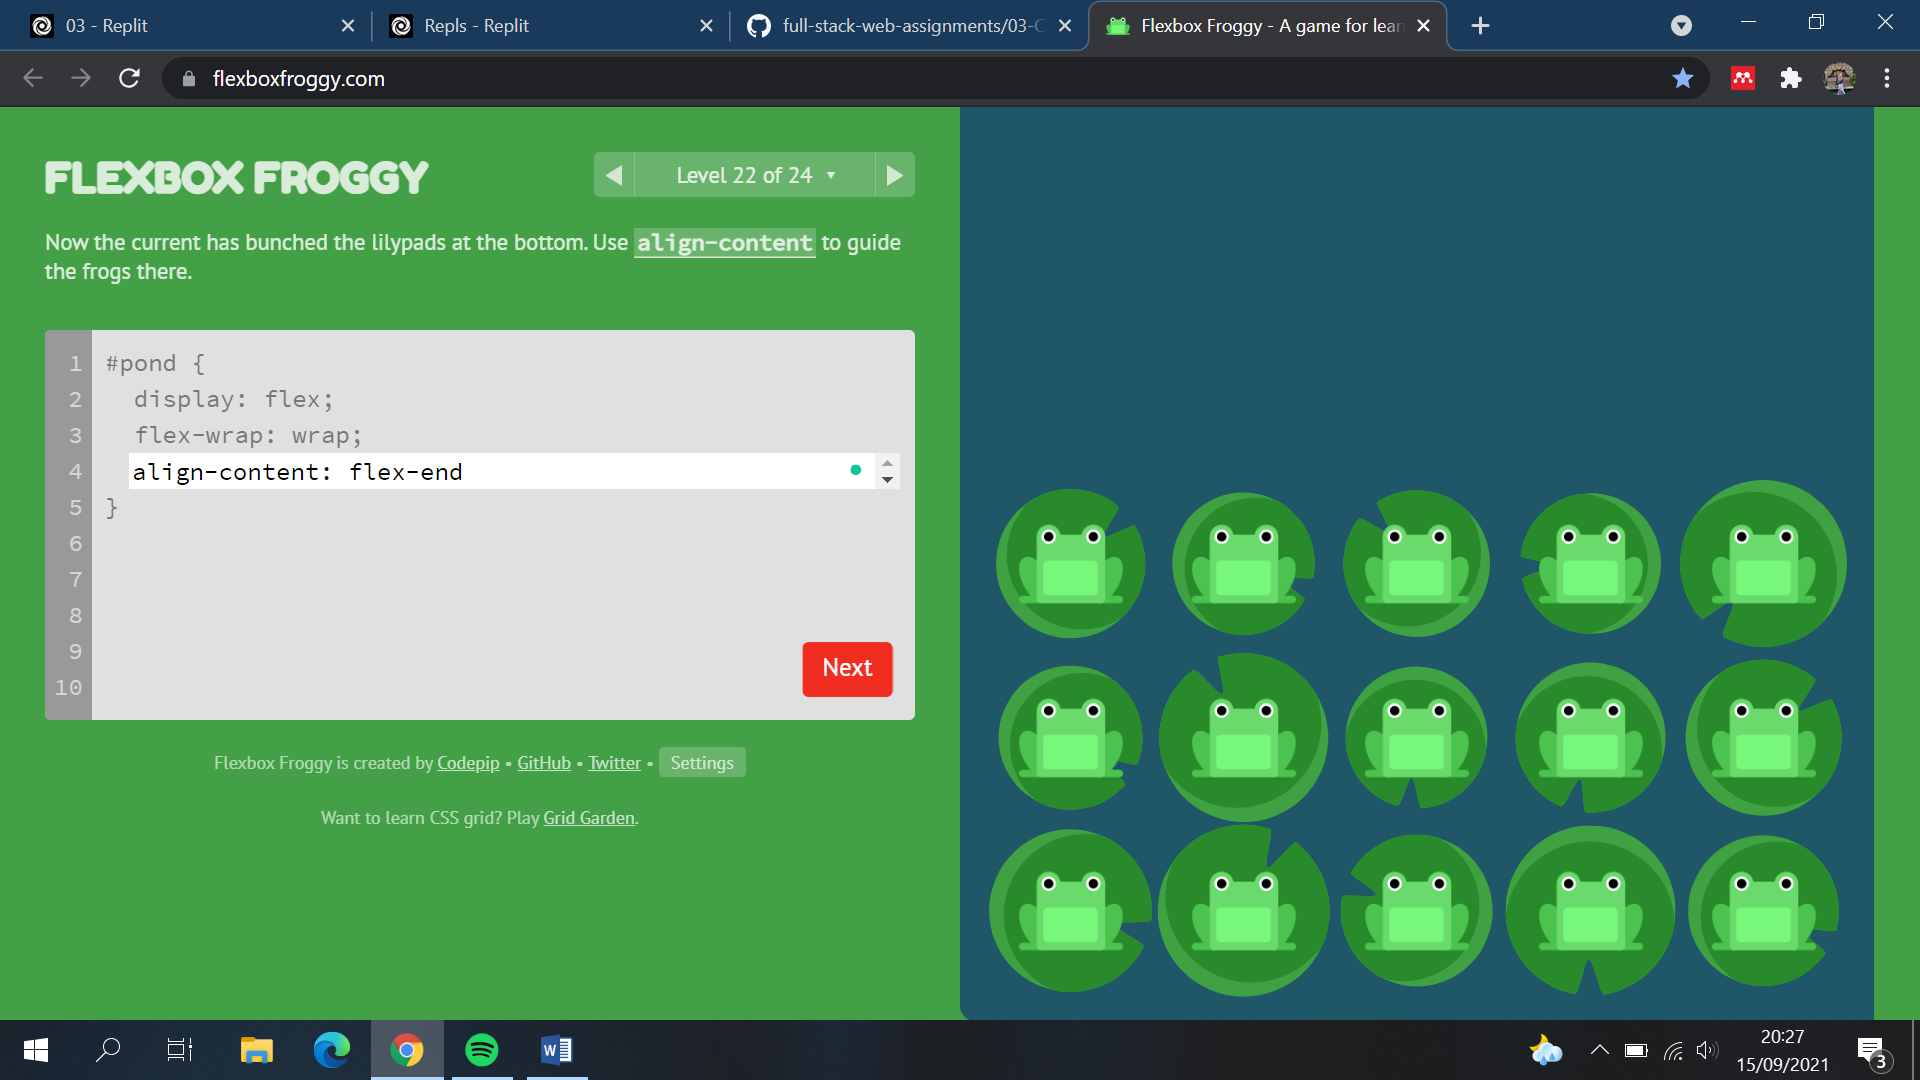 03 - Replit
Repls - Replit
full-stack-web-assignments/03-C
Flexbox Froggy - A game for lear
flexboxfroggy.com
FLEXBOX FROGGY
Level 22 of 24
Now the current has bunched the lilypads at the bottom. Use align-content to guide
the frogs there.
1 #pond {
2 display: flex;
3 flex-wrap: wrap;
4 align-content: flex-end
5 }
6
7
8
9
10
Next
Flexbox Froggy is created by Codepip • GitHub • Twitter • Settings
Want to learn CSS grid? Play Grid Garden.
W
20:27
15/09/2021
3